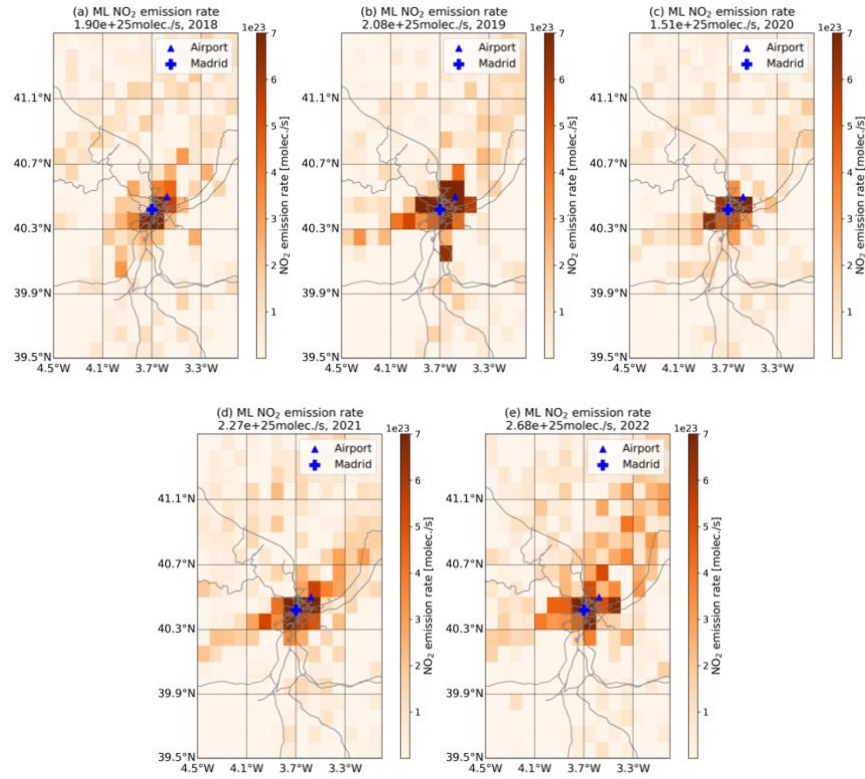 (a) ML NO₂ emission rate
1.90e+25molec./s, 2018
1e23
Airport
Madrid
41.1°N
40.7°N
40.3°N
39.9°N
39.5°N
4.5°W
4.1°W
3.7°W
3.3°W
7
6
5
4
3
2
1
NO₂ emission rate [molec./s]
(b) ML NO₂ emission rate
2.08e+25molec./s, 2019
1e23
Airport
Madrid
41.1°N
40.7°N
40.3°N
39.9°N
39.5°N
4.5°W
4.1°W
3.7°W
3.3°W
7
6
5
4
3
2
1
NO₂ emission rate [molec./s]
(c) ML NO₂ emission rate
1.51e+25molec./s, 2020
1e23
Airport
Madrid
41.1°N
40.7°N
40.3°N
39.9°N
39.5°N
4.5°W
4.1°W
3.7°W
3.3°W
7
6
5
4
3
2
1
NO₂ emission rate [molec./s]
(d) ML NO₂ emission rate
2.27e+25molec./s, 2021
1e23
Airport
Madrid
41.1°N
40.7°N
40.3°N
39.9°N
39.5°N
4.5°W
4.1°W
3.7°W
3.3°W
7
6
5
4
3
2
1
NO₂ emission rate [molec./s]
(e) ML NO₂ emission rate
2.68e+25molec./s, 2022
1e23
Airport
Madrid
41.1°N
40.7°N
40.3°N
39.9°N
39.5°N
4.5°W
4.1°W
3.7°W
3.3°W
7
6
5
4
3
2
1
NO₂ emission rate [molec./s]